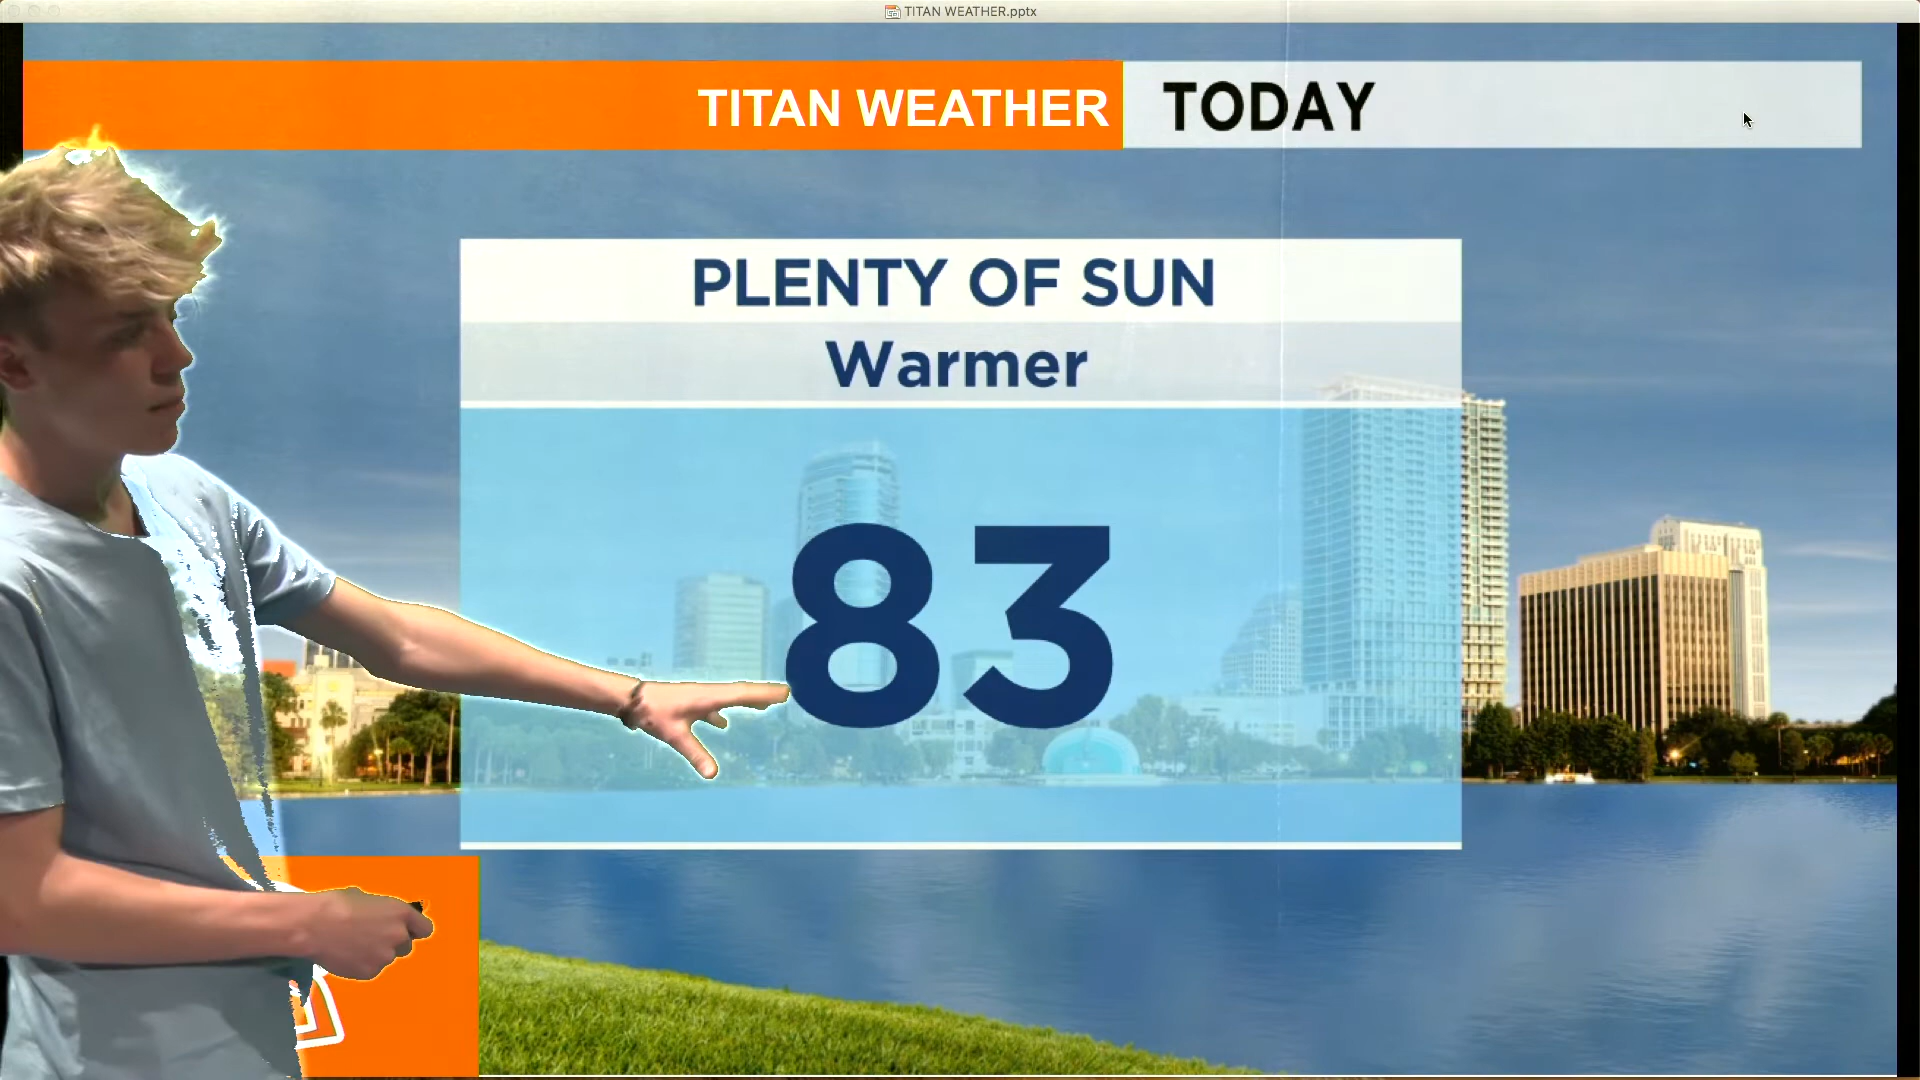 TITAN WEATHER.pptx
TITAN WEATHER TODAY
PLENTY OF SUN
Warmer
83